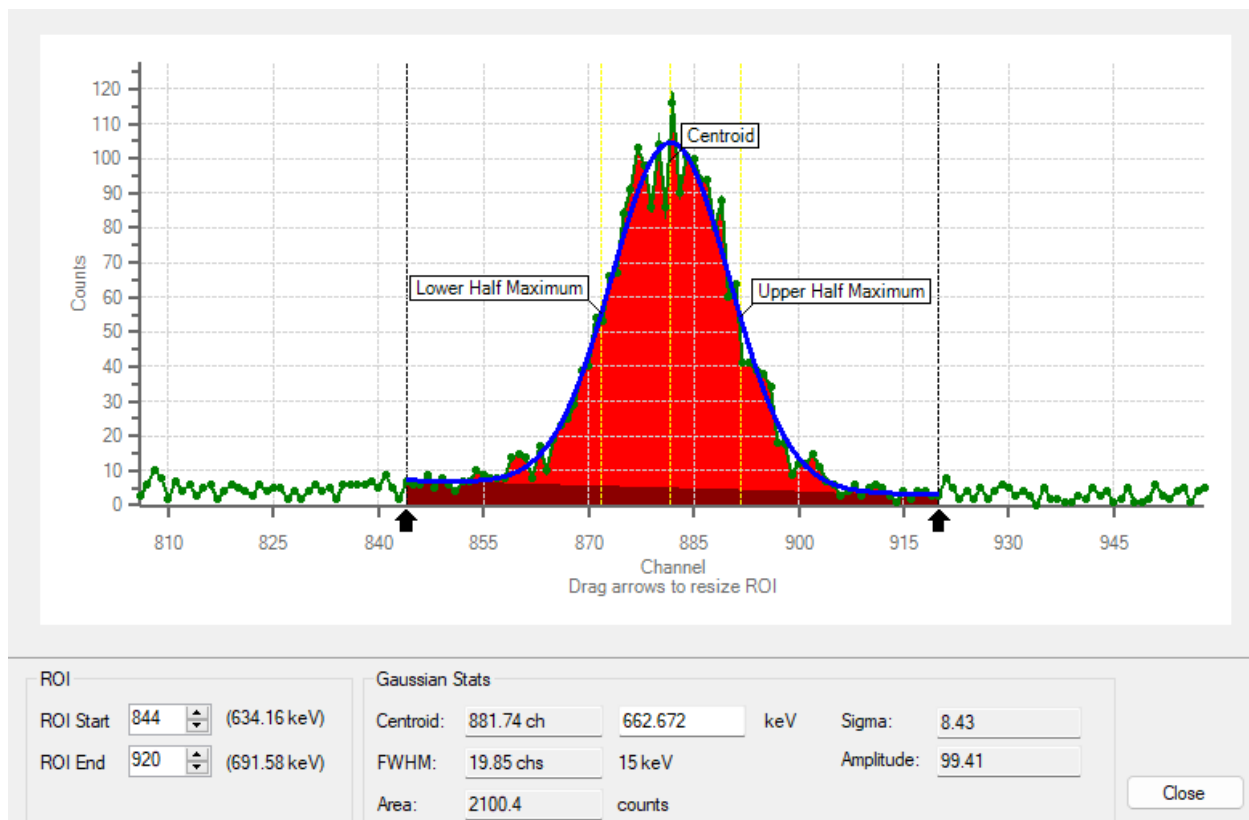 120
110
100
90
80
70
60
50
40
30
20
10
0
Counts
Centroid
Lower Half Maximum
Upper Half Maximum
810 825 840 855 870 885 900 915 930 945
Channel
Drag arrows to resize ROI
ROI
ROI Start 844 (634.16 keV)
ROI End 920 (691.58 keV)
Gaussian Stats
Centroid: 881.74 ch 662.672 keV Sigma: 8.43
FWHM: 19.85 chs 15 keV Amplitude: 99.41
Area: 2100.4 counts
Close